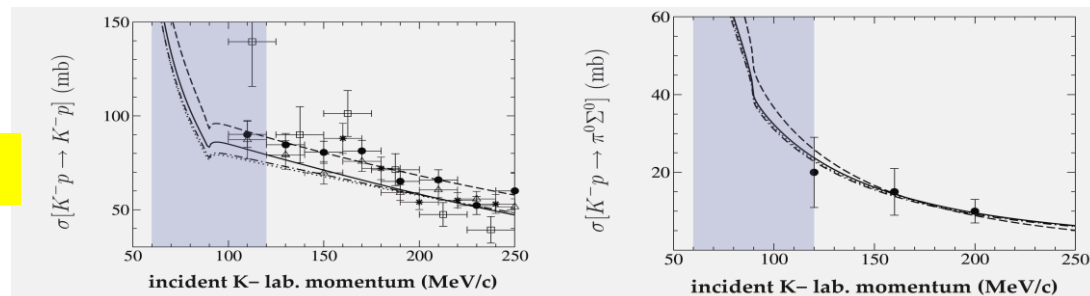 σ[K⁻p → K⁻p] (mb)
150
100
50
50 100 150 200 250
incident K− lab. momentum (MeV/c)
σ[K⁻p → π⁰Σ⁰] (mb)
60
40
20
50 100 150 200 250
incident K− lab. momentum (MeV/c)